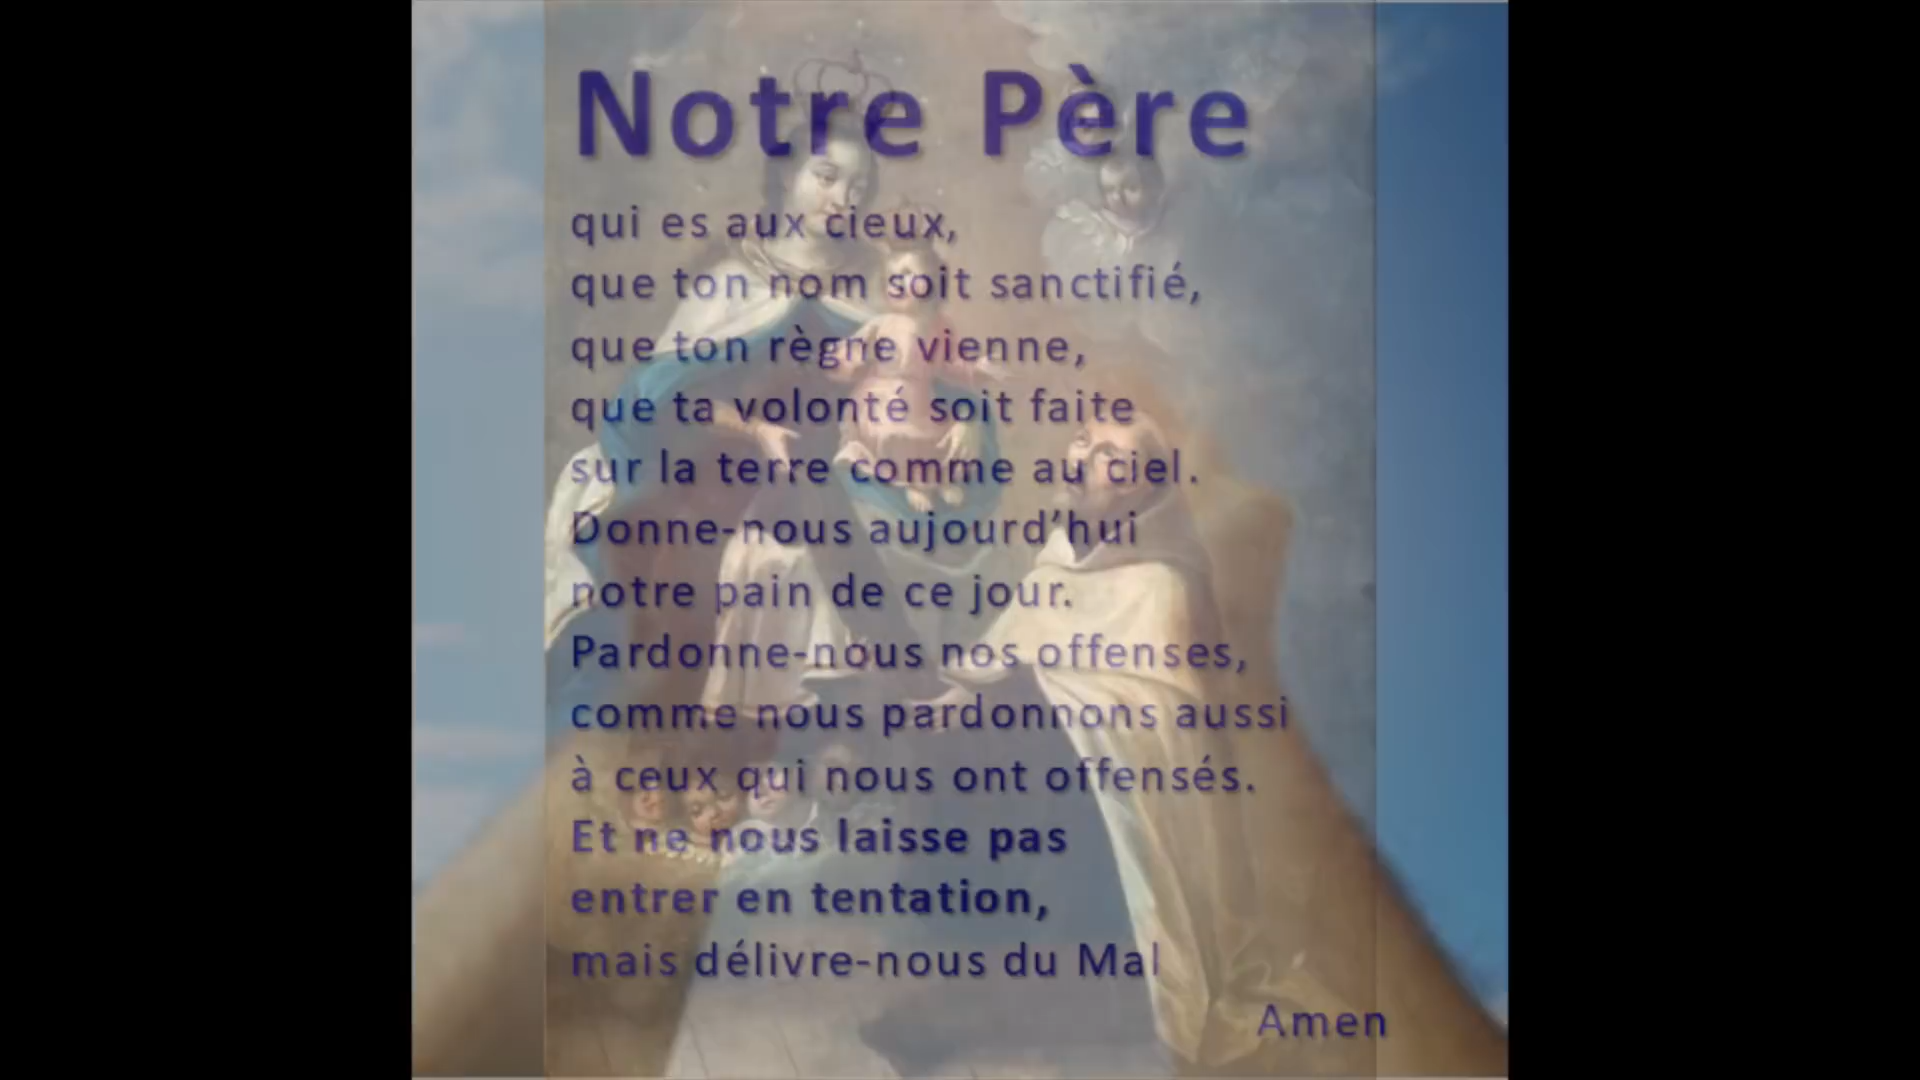 Notre Père
qui es aux cieux,
que ton nom soit sanctifié,
que ton règne vienne,
que ta volonté soit faite
sur la terre comme au ciel.
Donne-nous aujourd’hui
notre pain de ce jour.
Pardonne-nous nos offenses,
comme nous pardonnons aussi
à ceux qui nous ont offensés.
Et ne nous laisse pas
entrer en tentation,
mais délivre-nous du Mal
Amen